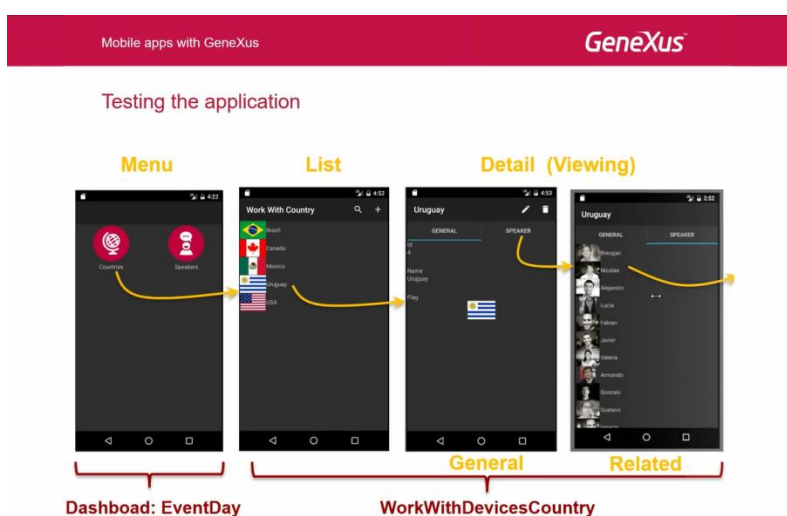 Mobile apps with GeneXus
GeneXus™
Testing the application
Menu
List
Detail (Viewing)
4:22
Countries
Speakers
4:52
Work With Country
Brasil
Canada
Mexico
Uruguay
USA
4:53
Uruguay
GENERAL
SPEAKER
Id
4
Name
Uruguay
Flag
2:52
Uruguay
GENERAL
SPEAKER
Breogan
Nicolas
Alejandro
Lucia
Fabian
Javier
Valeria
Armando
Gonzalo
Gustavo
General
Related
Dashboad: EventDay
WorkWithDevicesCountry